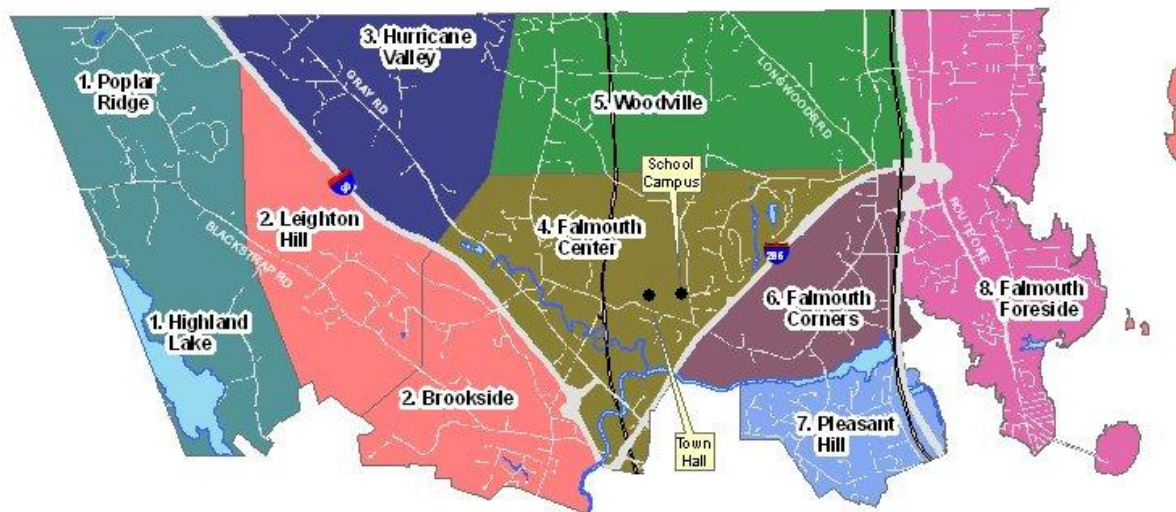 3. Hurricane
Valley
1. Poplar
Ridge
GRAY RD
5. Woodville
LONGWOODS RD
School
Campus
2. Leighton
Hill
4. Falmouth
Center
BLACKSTRAP RD
ROUTE ONE
295
6. Falmouth
Corners
8. Falmouth
Foreside
1. Highland
Lake
2. Brookside
7. Pleasant
Hill
Town
Hall